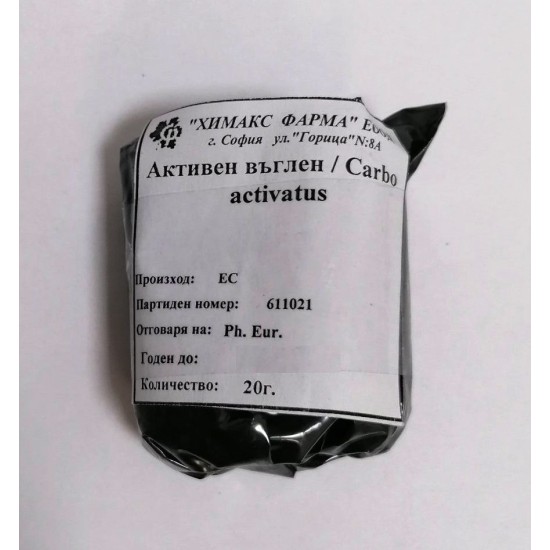 "ХИМАКС ФАРМА"
г. София ул."Горица"N:8А
Активен въглен / Carbo
activatus
Произход: ЕС
Партиден номер: 611021
Отговаря на: Ph. Eur.
Годен до:
Количество: 20г.